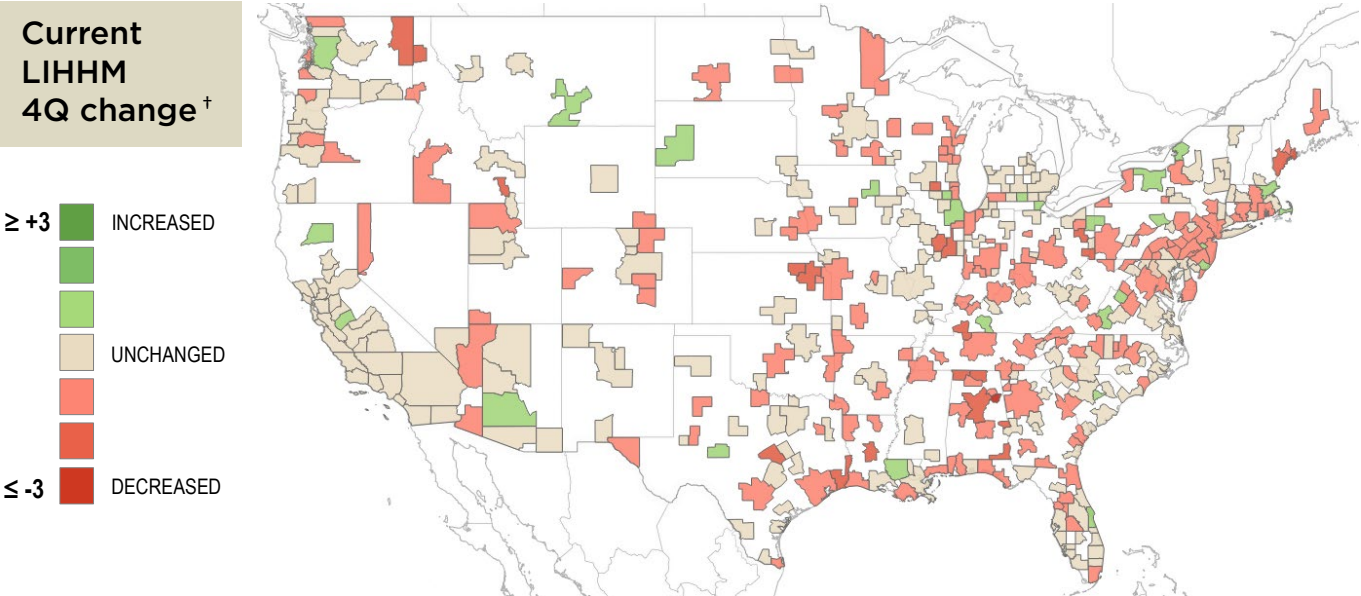 Current
LIHHM
4Q change †
≥ +3 INCREASED
UNCHANGED
≤ -3 DECREASED